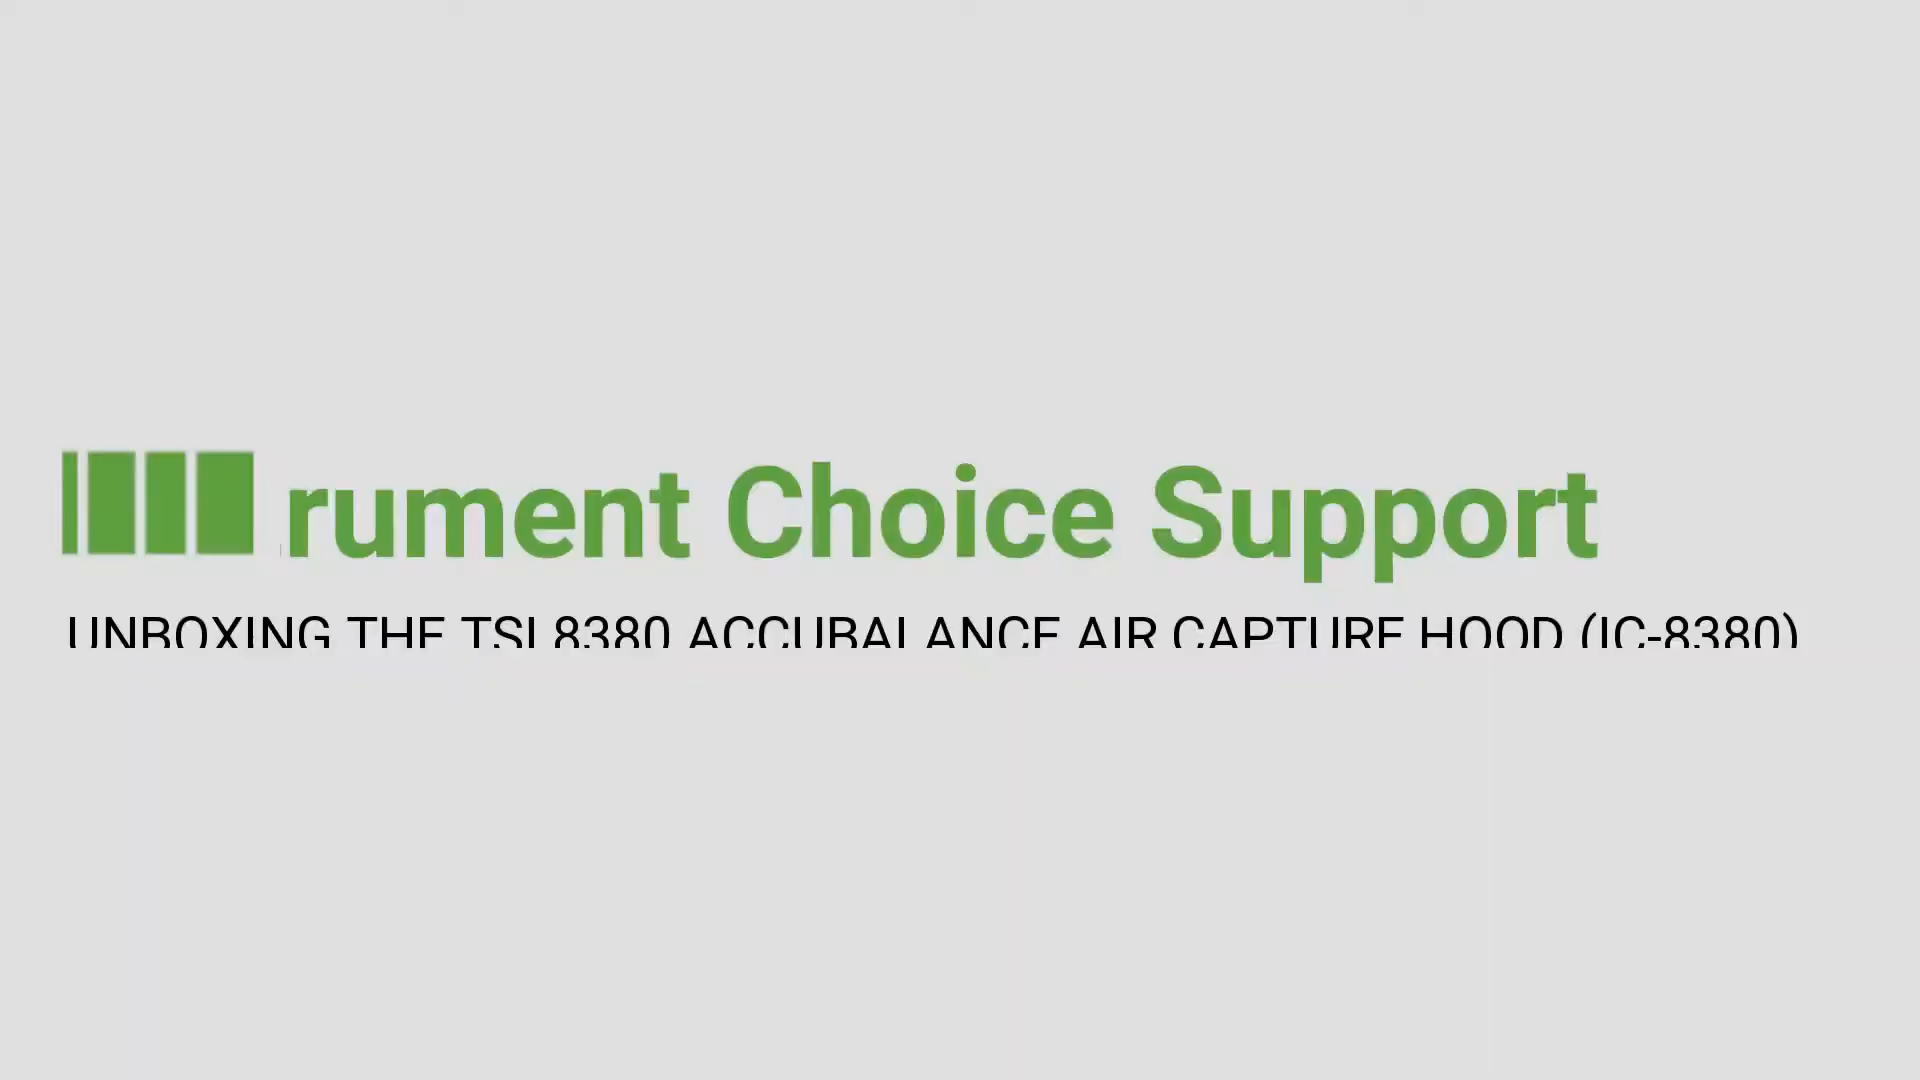 rument Choice Support
UNBOXING THE TSI 8380 ACCUBALANCE AIR CAPTURE HOOD (IC-8380)